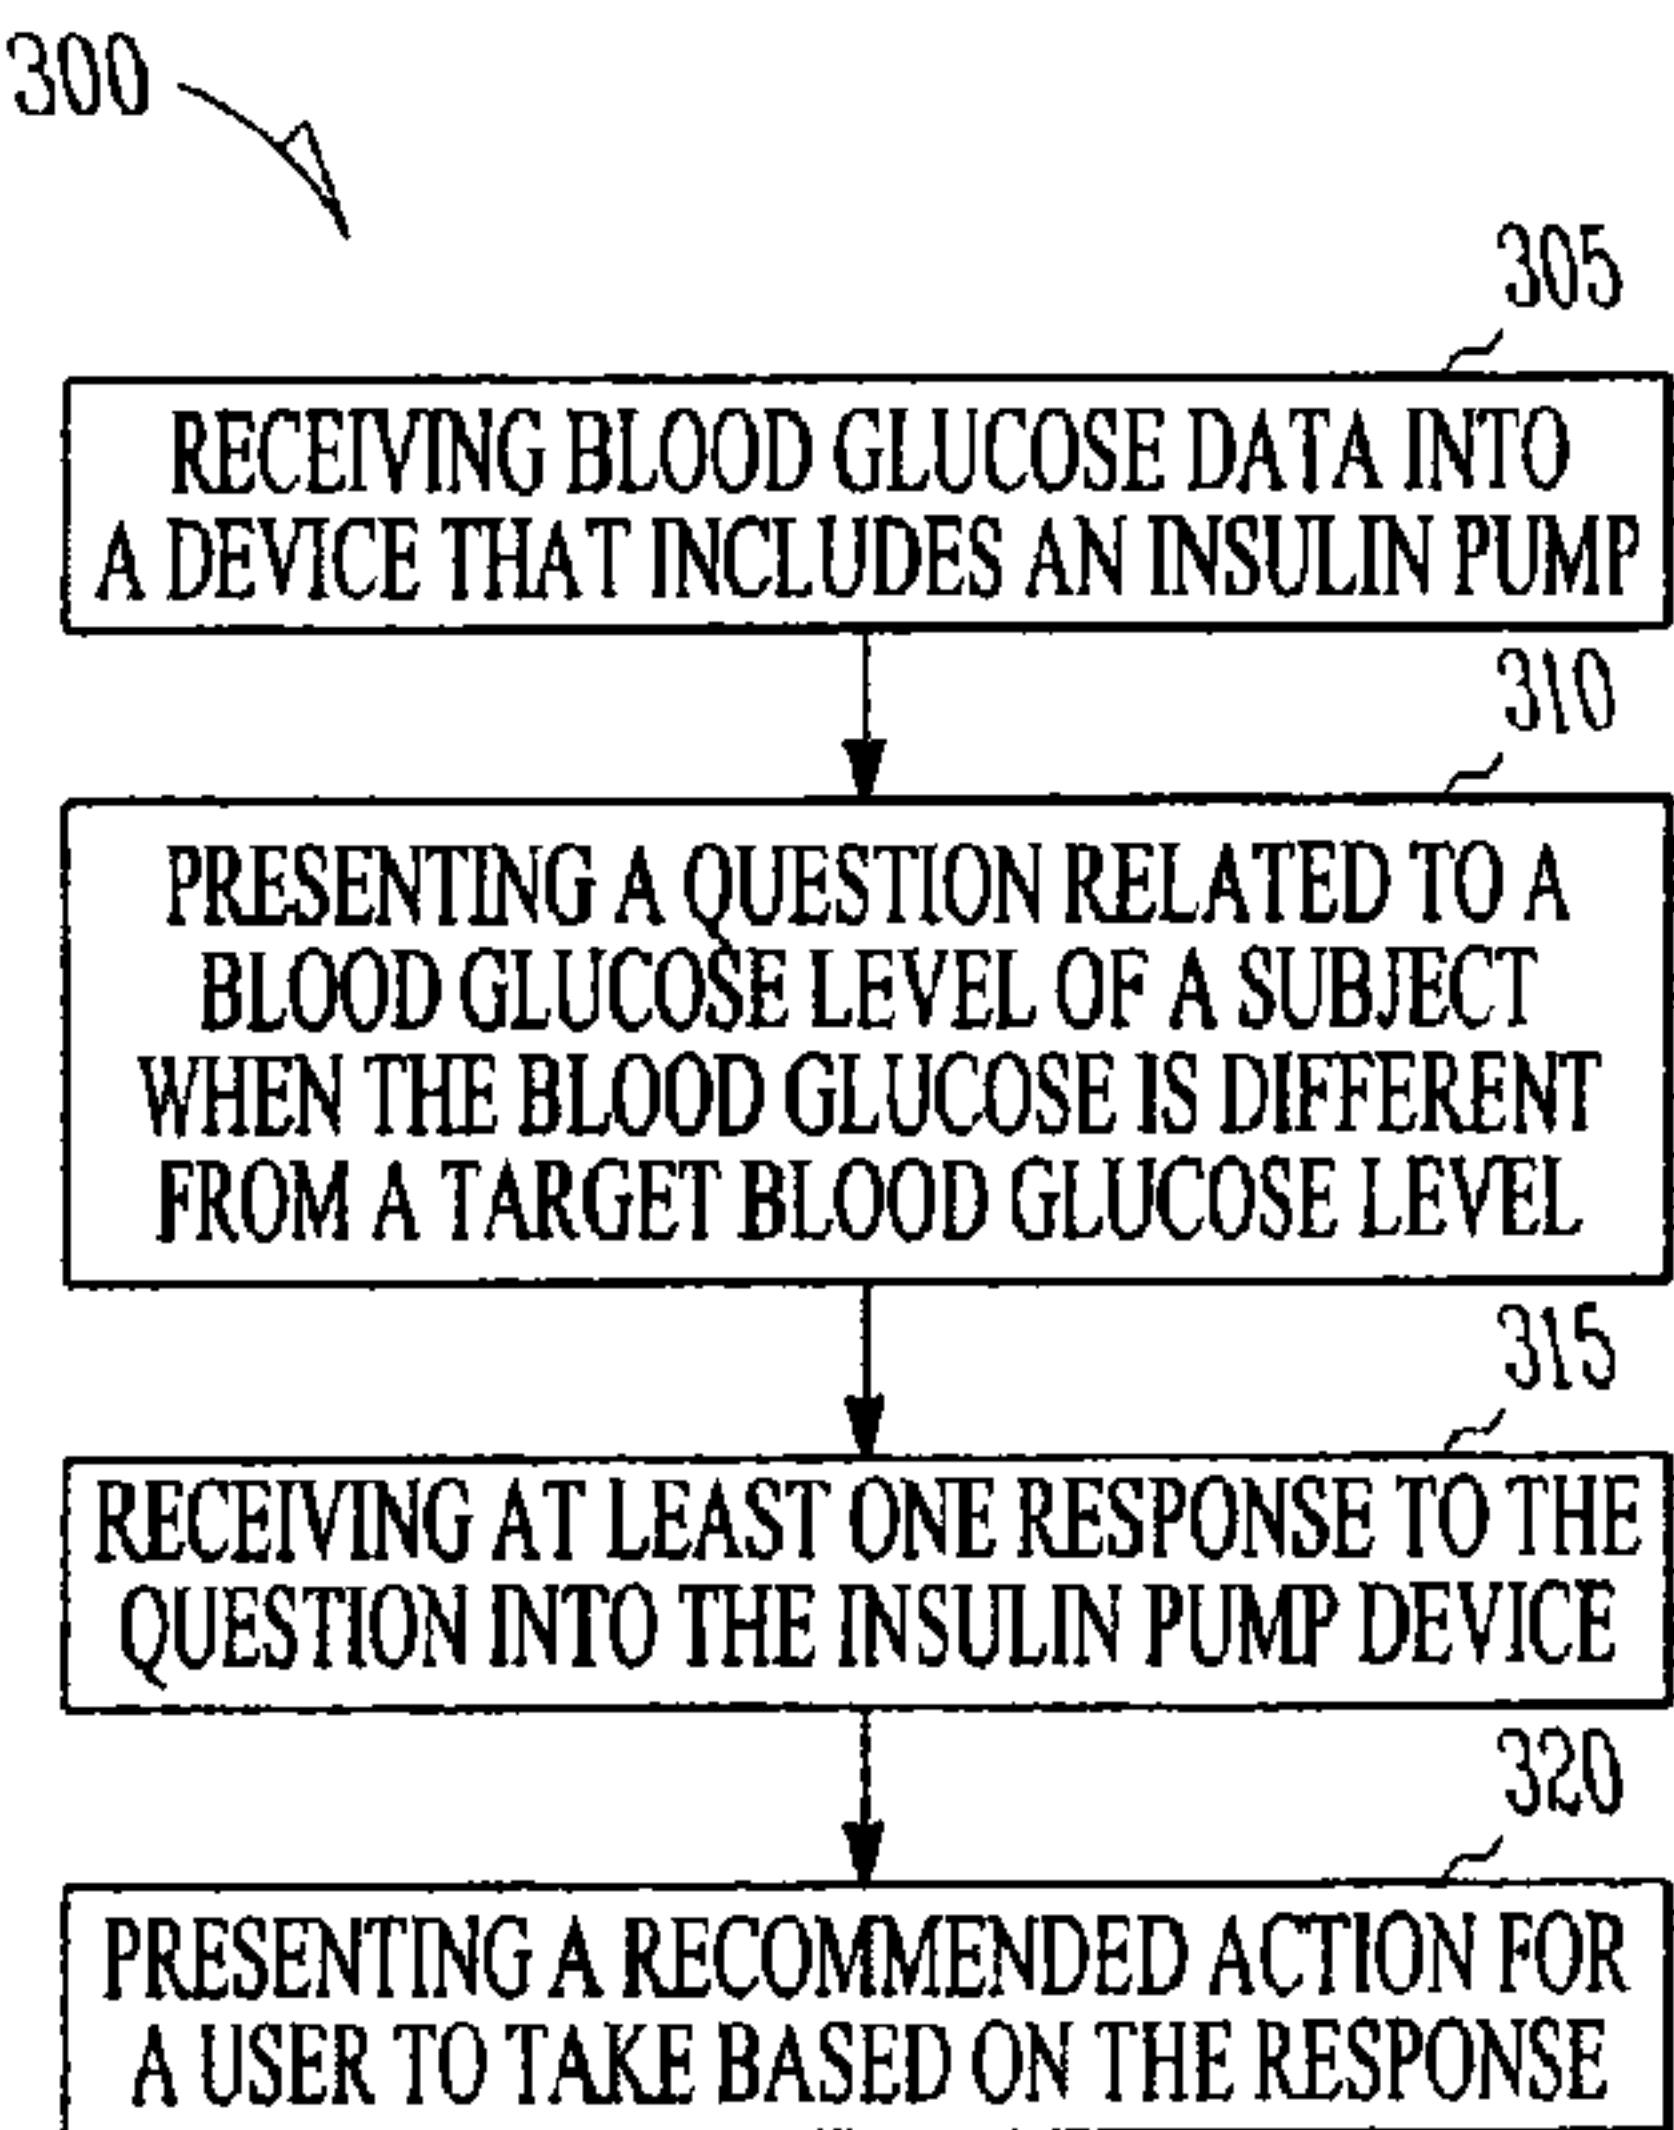 300
305
RECEIVING BLOOD GLUCOSE DATA INTO
A DEVICE THAT INCLUDES AN INSULIN PUMP
310
PRESENTING A QUESTION RELATED TO A
BLOOD GLUCOSE LEVEL OF A SUBJECT
WHEN THE BLOOD GLUCOSE IS DIFFERENT
FROM A TARGET BLOOD GLUCOSE LEVEL
315
RECEIVING AT LEAST ONE RESPONSE TO THE
QUESTION INTO THE INSULIN PUMP DEVICE
320
PRESENTING A RECOMMENDED ACTION FOR
A USER TO TAKE BASED ON THE RESPONSE